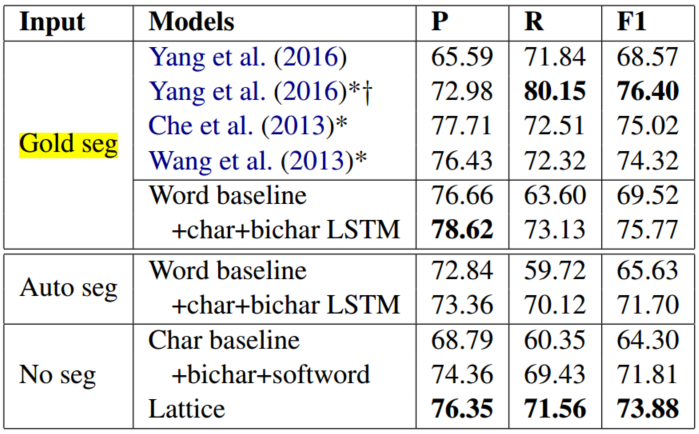 Input Models P R F1
Yang et al. (2016) 65.59 71.84 68.57
Yang et al. (2016)*† 72.98 80.15 76.40
Gold seg Che et al. (2013)* 77.71 72.51 75.02
Wang et al. (2013)* 76.43 72.32 74.32
Word baseline 76.66 63.60 69.52
+char+bichar LSTM 78.62 73.13 75.77
Auto seg Word baseline 72.84 59.72 65.63
+char+bichar LSTM 73.36 70.12 71.70
Char baseline 68.79 60.35 64.30
No seg +bichar+softword 74.36 69.43 71.81
Lattice 76.35 71.56 73.88